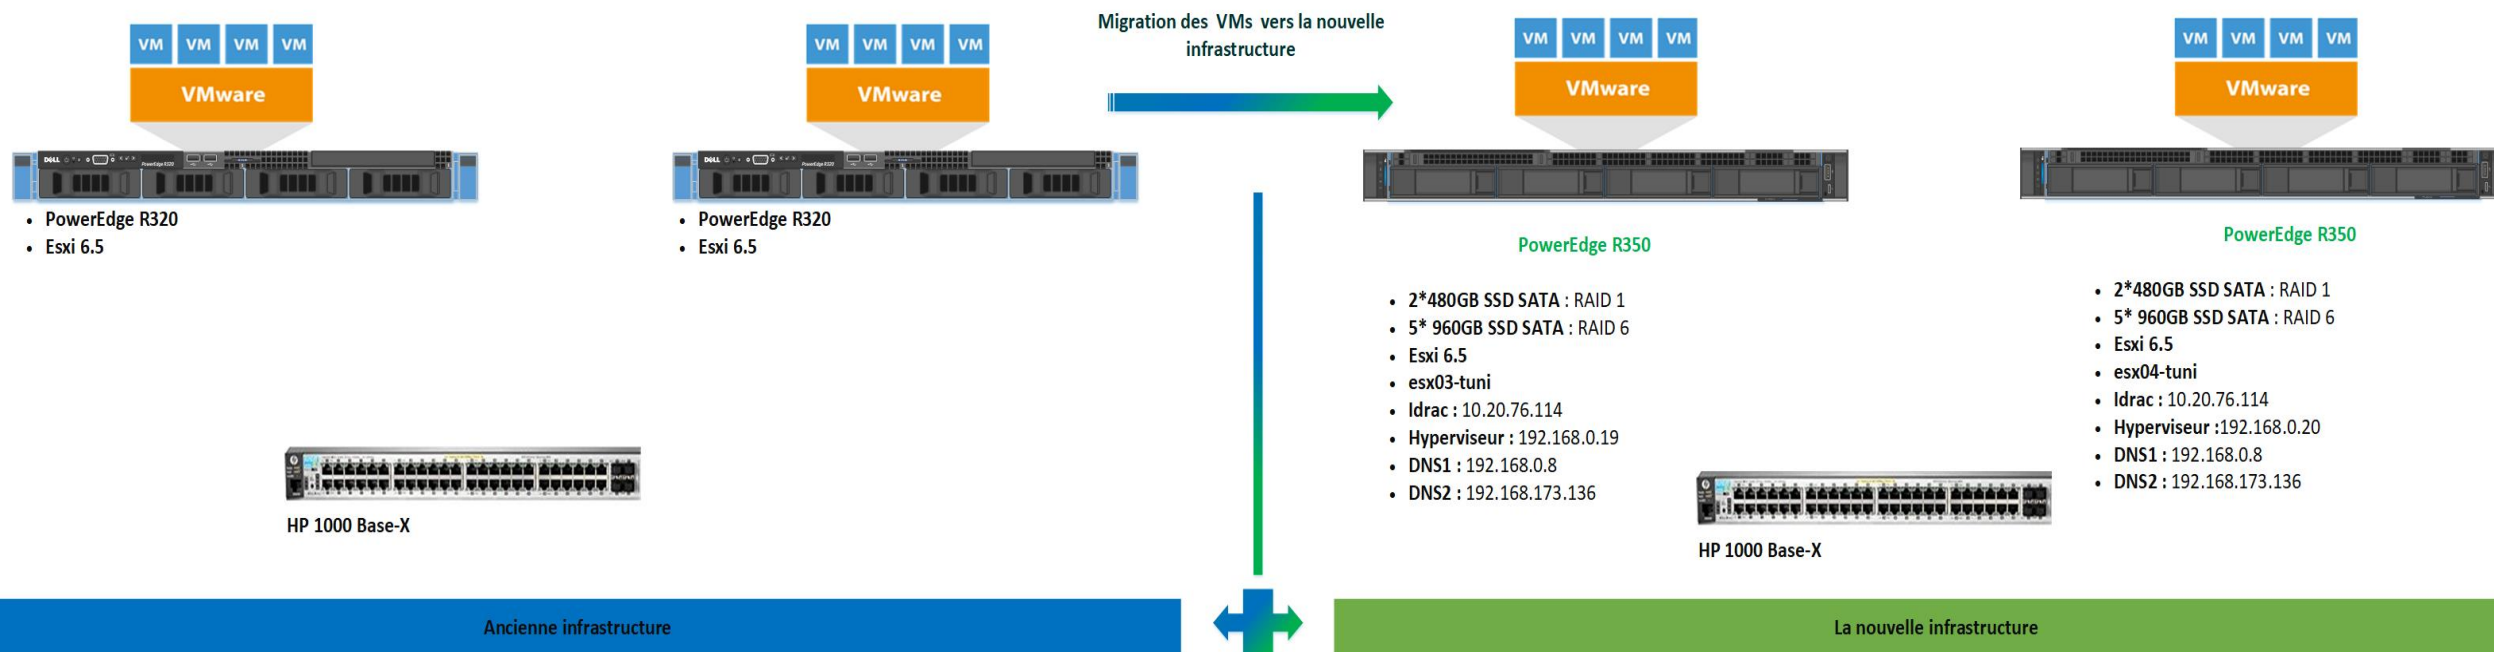 VM VM VM VM
VMware
DELL
PowerEdge R320
• PowerEdge R320
• Esxi 6.5
VM VM VM VM
VMware
DELL
PowerEdge R320
• PowerEdge R320
• Esxi 6.5
HP 1000 Base-X
Ancienne infrastructure
Migration des VMs vers la nouvelle
infrastructure
VM VM VM VM
VMware
PowerEdge R350
• 2*480GB SSD SATA : RAID 1
• 5* 960GB SSD SATA : RAID 6
• Esxi 6.5
• esx03-tuni
• Idrac : 10.20.76.114
• Hyperviseur : 192.168.0.19
• DNS1 : 192.168.0.8
• DNS2 : 192.168.173.136
VM VM VM VM
VMware
PowerEdge R350
• 2*480GB SSD SATA : RAID 1
• 5* 960GB SSD SATA : RAID 6
• Esxi 6.5
• esx04-tuni
• Idrac : 10.20.76.114
• Hyperviseur :192.168.0.20
• DNS1 : 192.168.0.8
• DNS2 : 192.168.173.136
HP 1000 Base-X
La nouvelle infrastructure